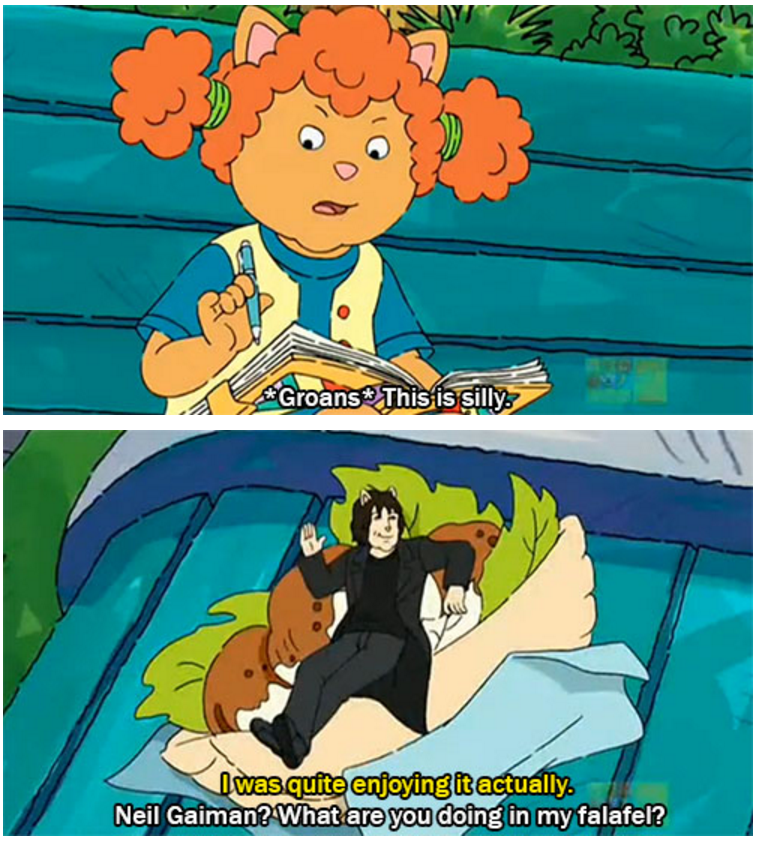 *Groans* This is silly.
I was quite enjoying it actually.
Neil Gaiman? What are you doing in my falafel?